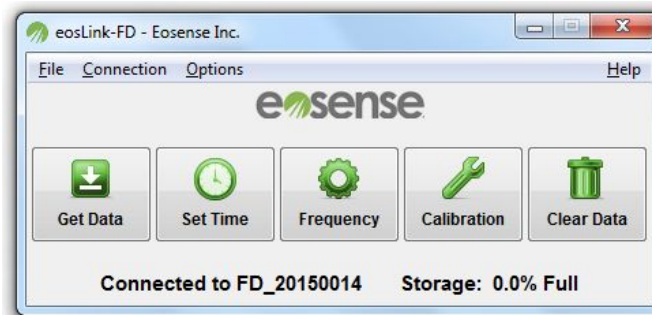 eosLink-FD - Eosense Inc.
File Connection Options Help
eosense
Get Data Set Time Frequency Calibration Clear Data
Connected to FD_20150014 Storage: 0.0% Full